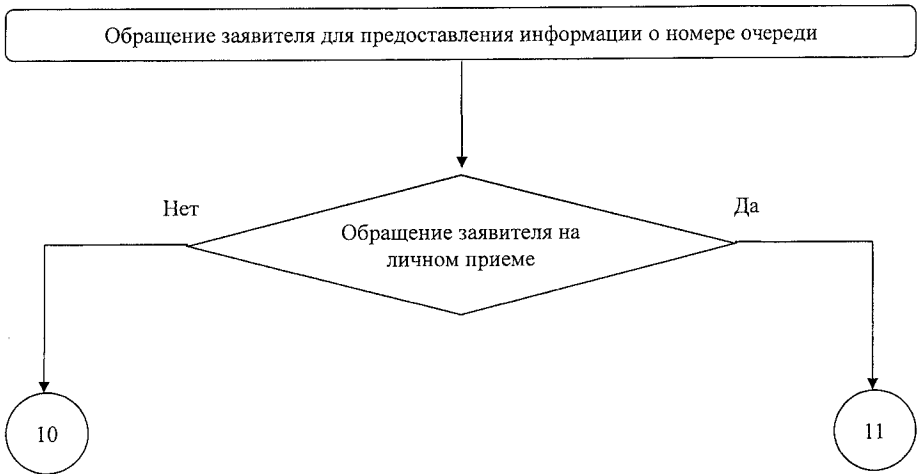 Обращение заявителя для предоставления информации о номере очереди
Нет
Да
Обращение заявителя на
личном приеме
10
11